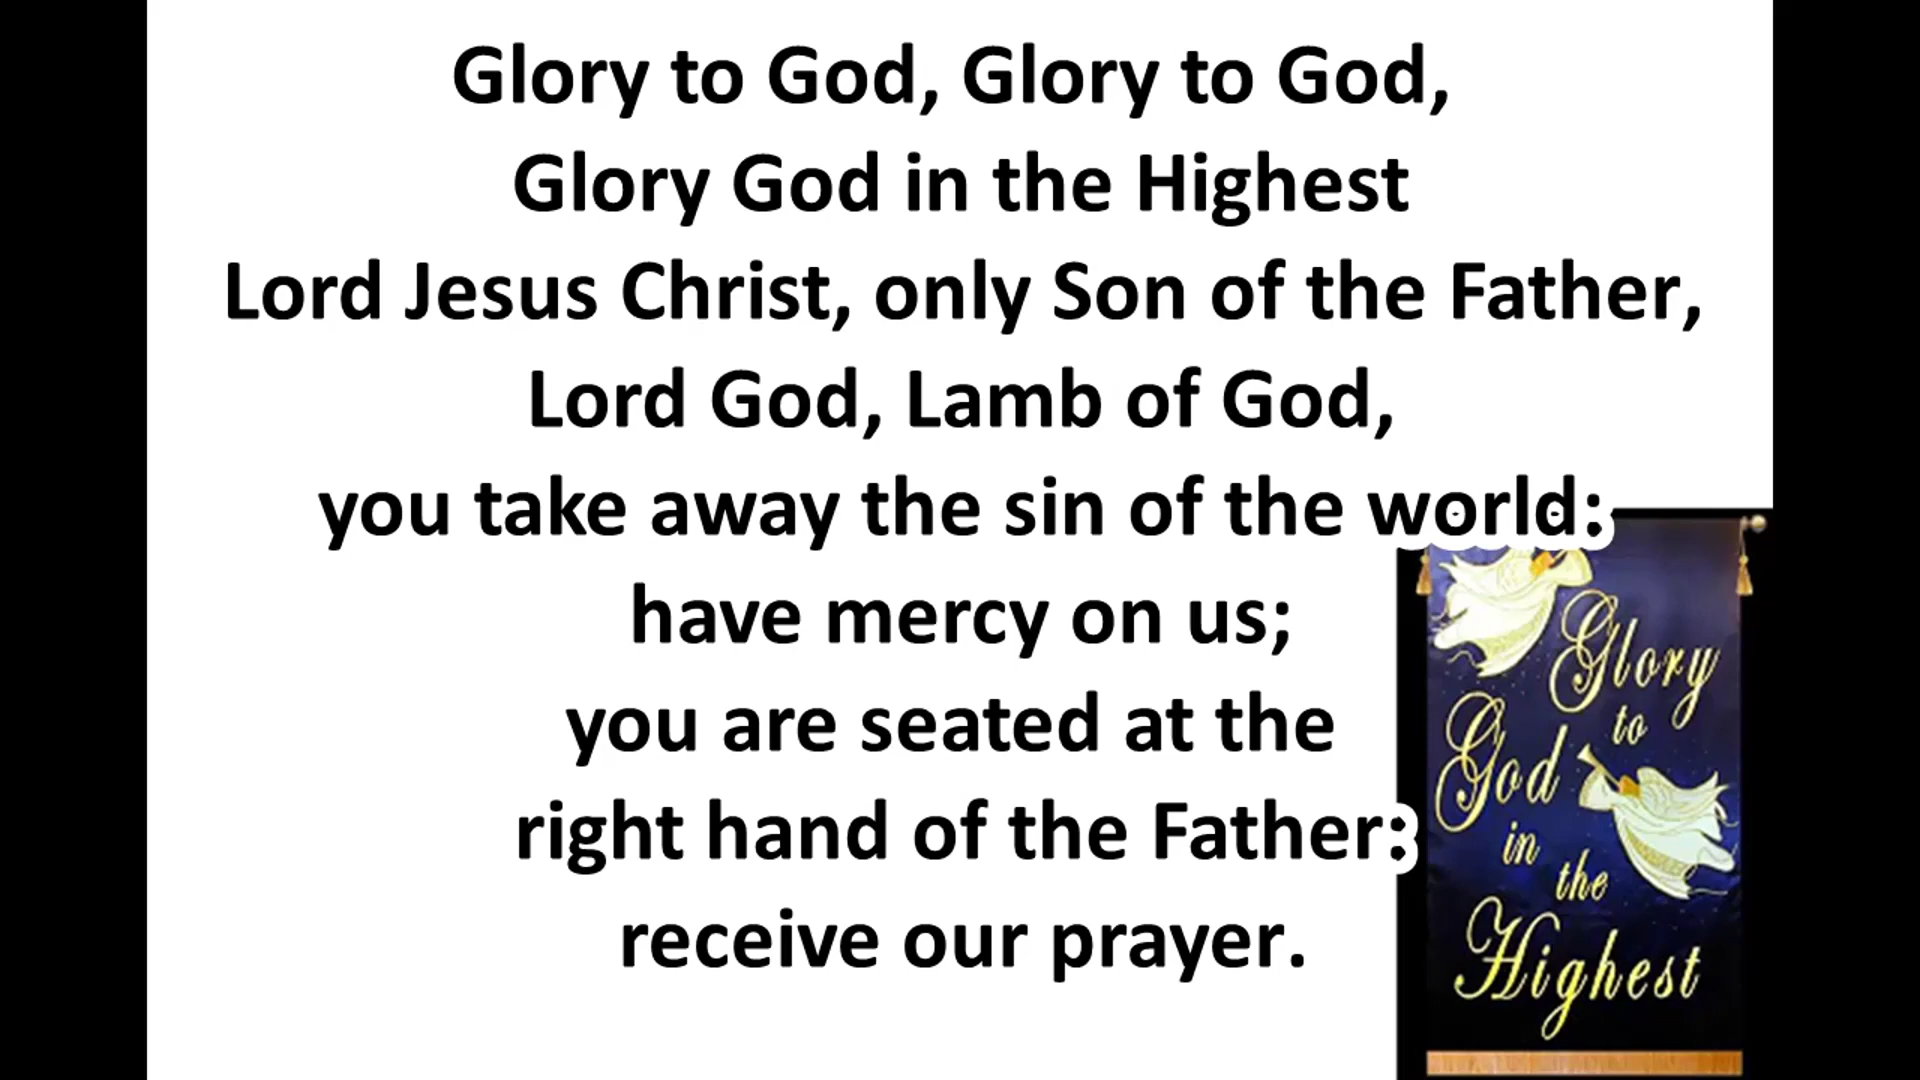 Glory to God, Glory to God,
Glory God in the Highest
Lord Jesus Christ, only Son of the Father,
Lord God, Lamb of God,
you take away the sin of the world:
have mercy on us;
you are seated at the
right hand of the Father:
receive our prayer.
Glory
to
God
in
the
Highest